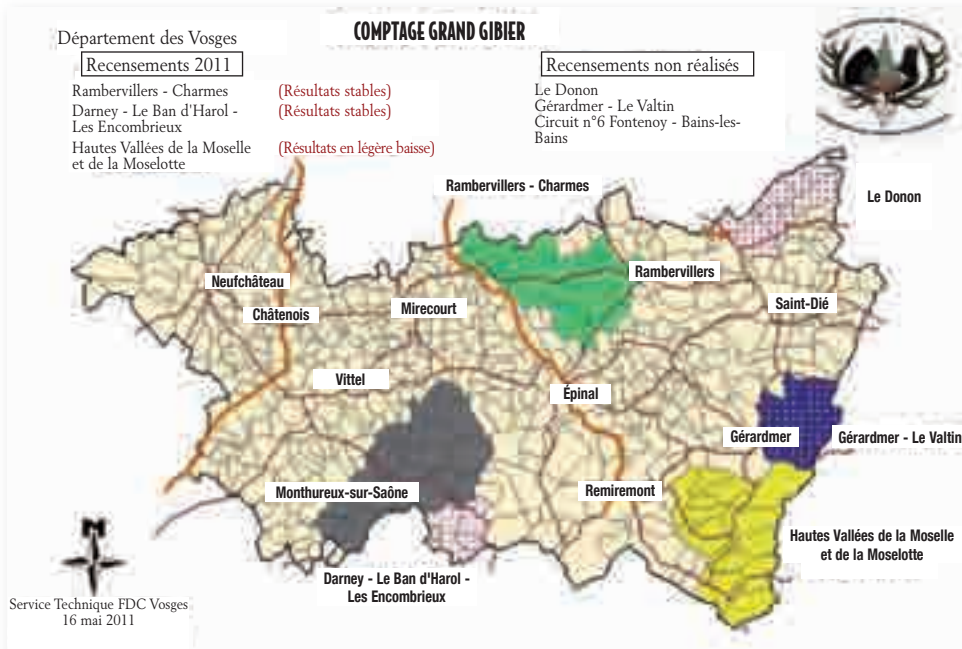 COMPTAGE GRAND GIBIER
Département des Vosges
Recensements 2011
Rambervillers - Charmes (Résultats stables)
Darney - Le Ban d'Harol - (Résultats stables)
Les Encombrieux
Hautes Vallées de la Moselle (Résultats en légère baisse)
et de la Moselotte
Recensements non réalisés
Le Donon
Gérardmer - Le Valtin
Circuit n°6 Fontenoy - Bains-les-
Bains
Rambervillers - Charmes
Le Donon
Neufchâteau
Rambervillers
Châtenois
Mirecourt
Saint-Dié
Vittel
Épinal
Gérardmer
Gérardmer - Le Valtin
Monthureux-sur-Saône
Remiremont
Hautes Vallées de la Moselle
et de la Moselotte
Darney - Le Ban d'Harol -
Les Encombrieux
N
Service Technique FDC Vosges
16 mai 2011